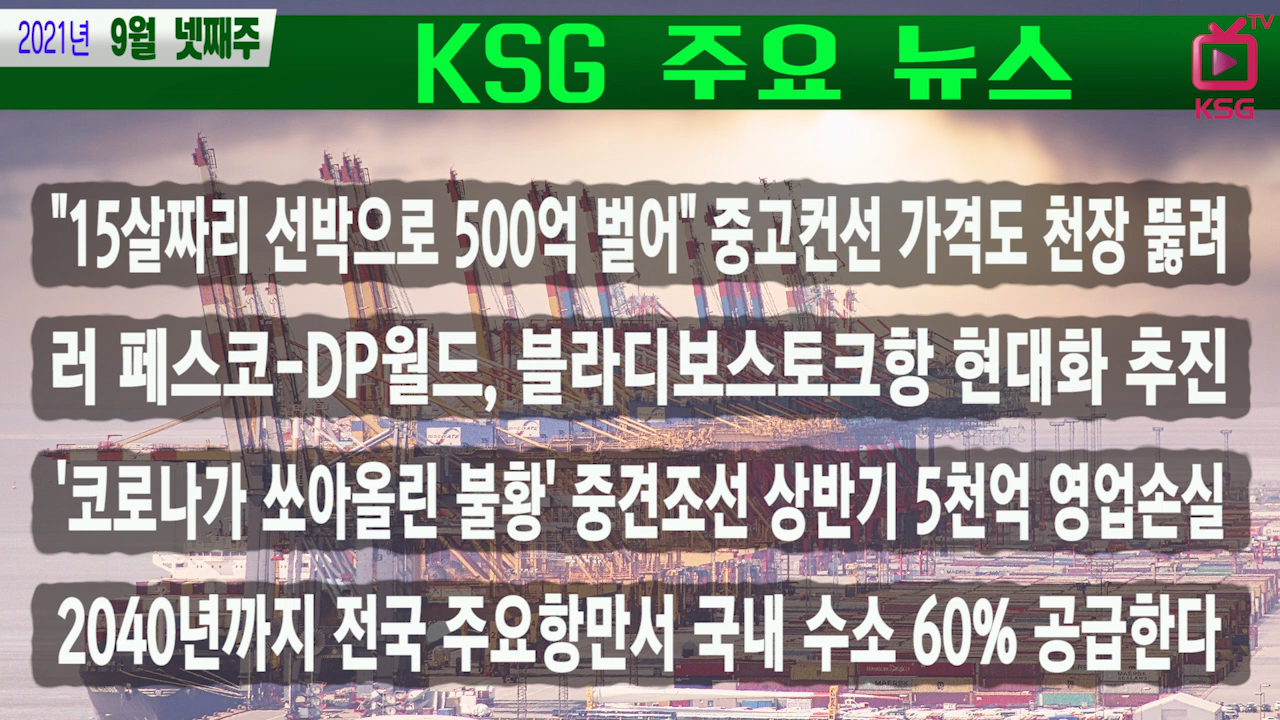 2021년 9월 넷째주
KSG 주요 뉴스
TV
KSG
"15살짜리 선박으로 500억 벌어" 중고컨선 가격도 천장 뚫려
러 페스코-DP월드, 블라디보스토크항 현대화 추진
'코로나가 쏘아올린 불황' 중견조선 상반기 5천억 영업손실
2040년까지 전국 주요항만서 국내 수소 60% 공급한다